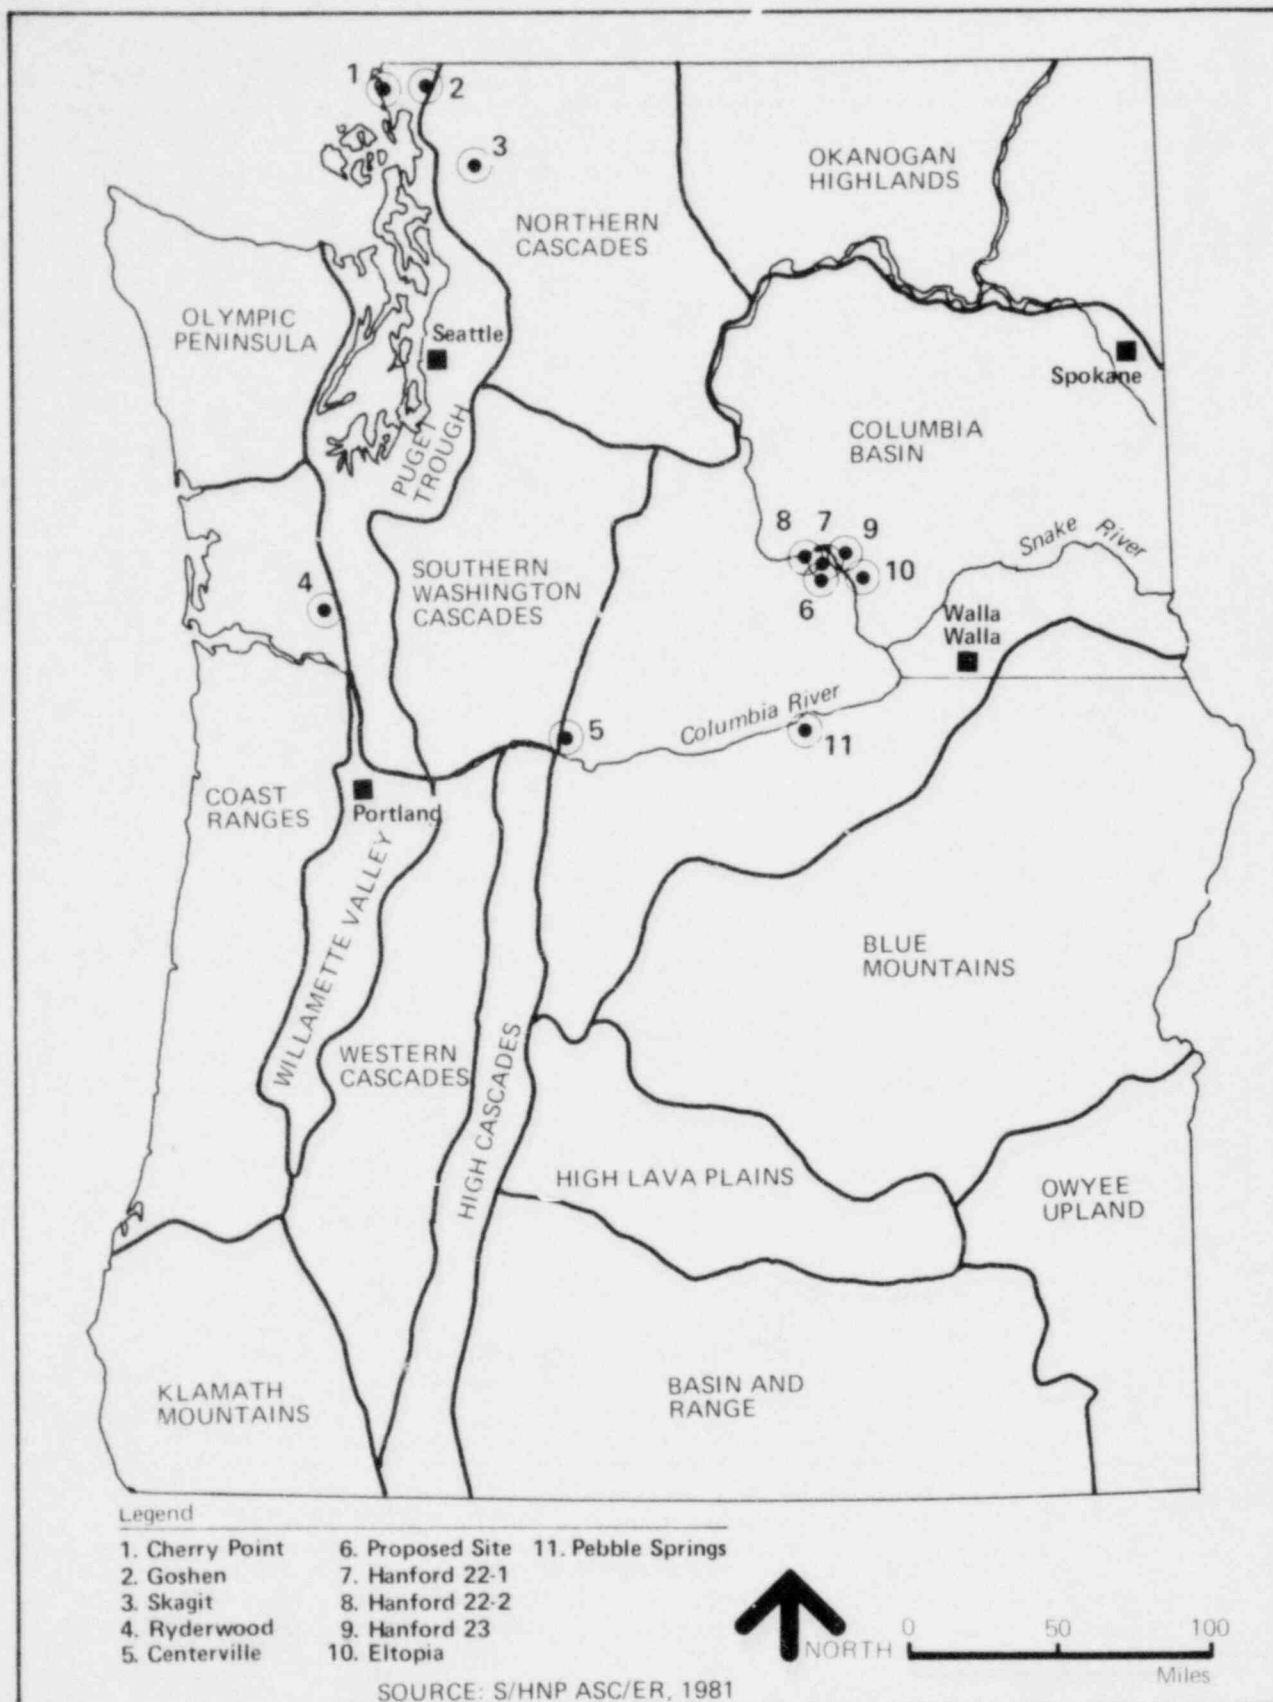 1
2
3
OKANOGAN
HIGHLANDS
NORTHERN
CASCADES
OLYMPIC
PENINSULA
Seattle
Spokane
PUGET
TROUGH
COLUMBIA
BASIN
8 7 9
10
6
Snake River
4
SOUTHERN
WASHINGTON
CASCADES
Walla
Walla
5
Columbia River
11
COAST
RANGES
Portland
WILLAMETTE VALLEY
BLUE
MOUNTAINS
WESTERN
CASCADES
HIGH CASCADES
HIGH LAVA PLAINS
OWYEE
UPLAND
KLAMATH
MOUNTAINS
BASIN AND
RANGE
Legend
1. Cherry Point 6. Proposed Site 11. Pebble Springs
2. Goshen 7. Hanford 22-1
3. Skagit 8. Hanford 22-2
4. Ryderwood 9. Hanford 23
5. Centerville 10. Eltopia
NORTH
0 50 100
Miles
SOURCE: S/HNP ASC/ER, 1981